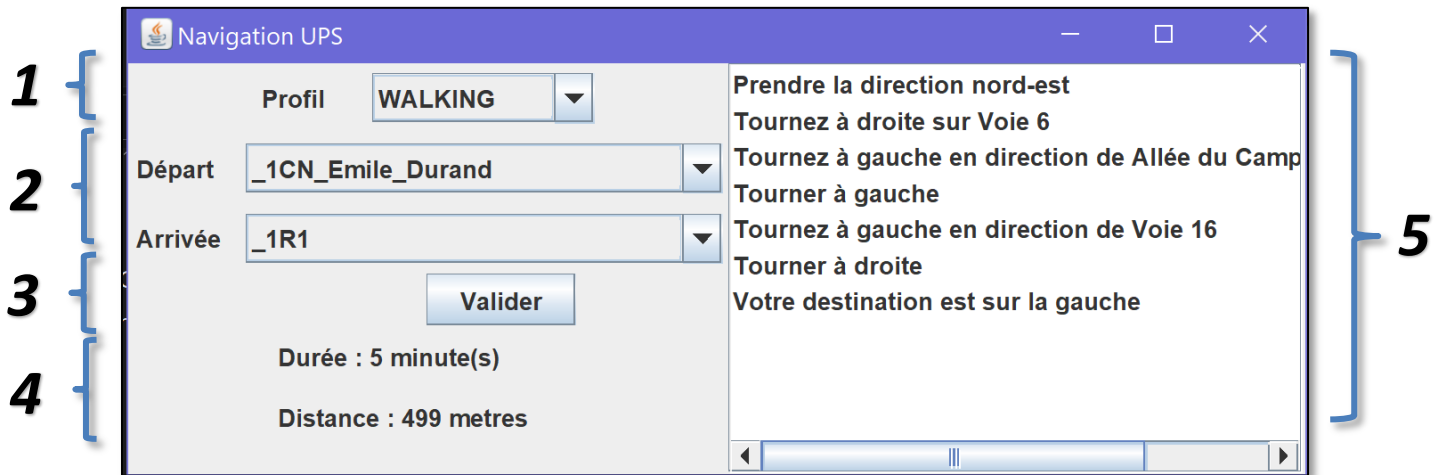 Navigation UPS
1
Profil WALKING
2
Départ _1CN_Emile_Durand
Arrivée _1R1
3
Valider
4
Durée : 5 minute(s)
Distance : 499 metres
Prendre la direction nord-est
Tournez à droite sur Voie 6
Tournez à gauche en direction de Allée du Camp
Tourner à gauche
Tournez à gauche en direction de Voie 16
Tourner à droite
Votre destination est sur la gauche
5